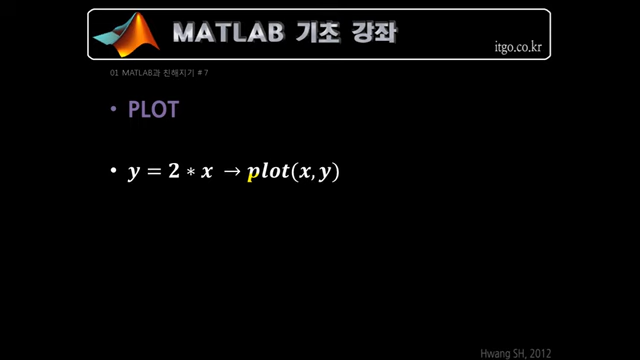 MATLAB 기초 강좌
itgo.co.kr
01 MATLAB과 친해지기 # 7
• PLOT
• y = 2 * x → plot(x, y)
Hwang SH, 2012